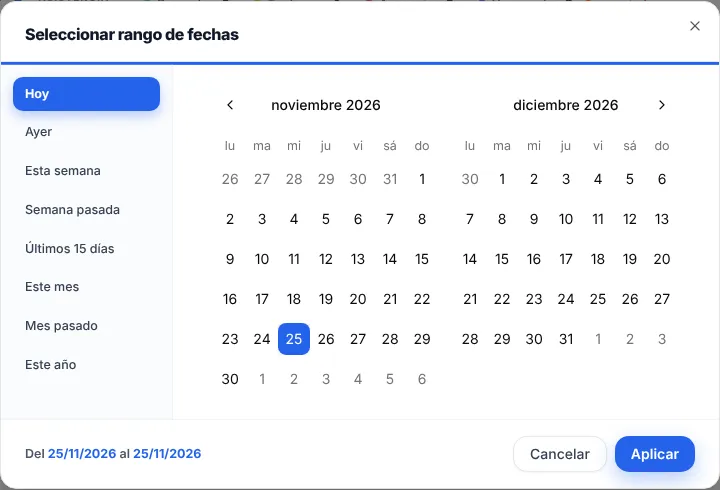 Seleccionar rango de fechas
Hoy
Ayer
Esta semana
Semana pasada
Últimos 15 días
Este mes
Mes pasado
Este año
noviembre 2026
lu ma mi ju vi sá do
26 27 28 29 30 31 1
2 3 4 5 6 7 8
9 10 11 12 13 14 15
16 17 18 19 20 21 22
23 24 25 26 27 28 29
30 1 2 3 4 5 6
diciembre 2026
lu ma mi ju vi sá do
30 1 2 3 4 5 6
7 8 9 10 11 12 13
14 15 16 17 18 19 20
21 22 23 24 25 26 27
28 29 30 31 1 2 3
Del 25/11/2026 al 25/11/2026
Cancelar
Aplicar